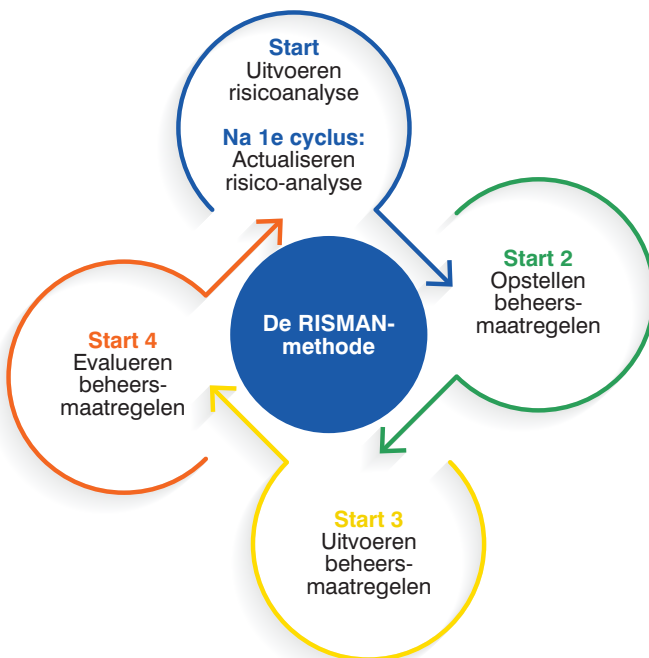 Start
Uitvoeren
risicoanalyse
Na 1e cyclus:
Actualiseren
risico-analyse
Start 2
Opstellen
beheers-
maatregelen
De RISMAN-
methode
Start 4
Evalueren
beheers-
maatregelen
Start 3
Uitvoeren
beheers-
maatregelen